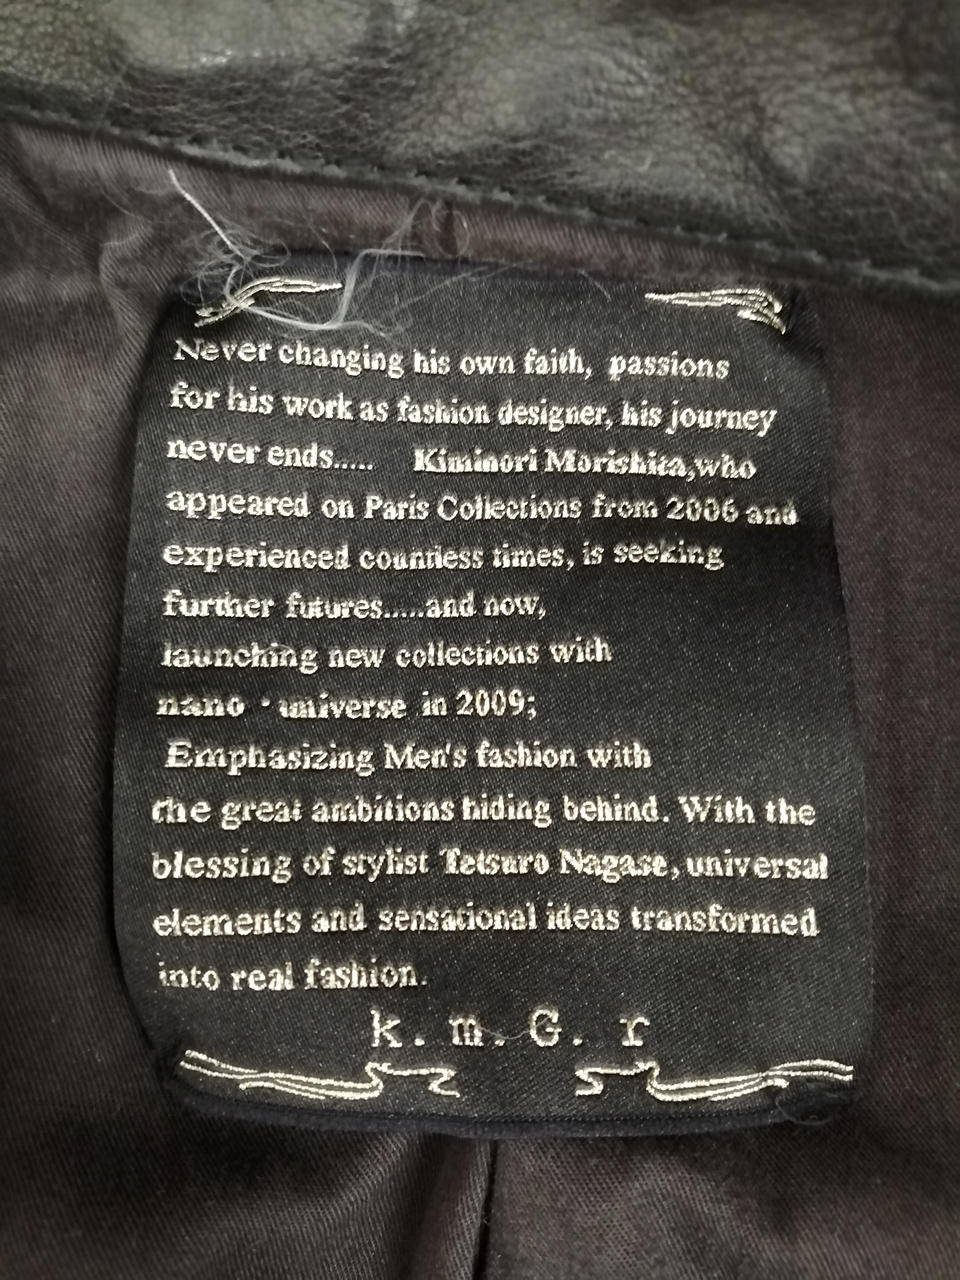 Never changing his own faith, passions
for his work as fashion designer, his journey
never ends..... Kiminori Morishita,who
appeared on Paris Collections from 2006 and
experienced countless times, is seeking
further futures.....and now,
launching new collections with
nano・universe in 2009;
Emphasizing Men's fashion with
the great ambitions hiding behind. With the
blessing of stylist Tetsuro Nagase, universal
elements and sensational ideas transformed
into real fashion.
k.m.G.r